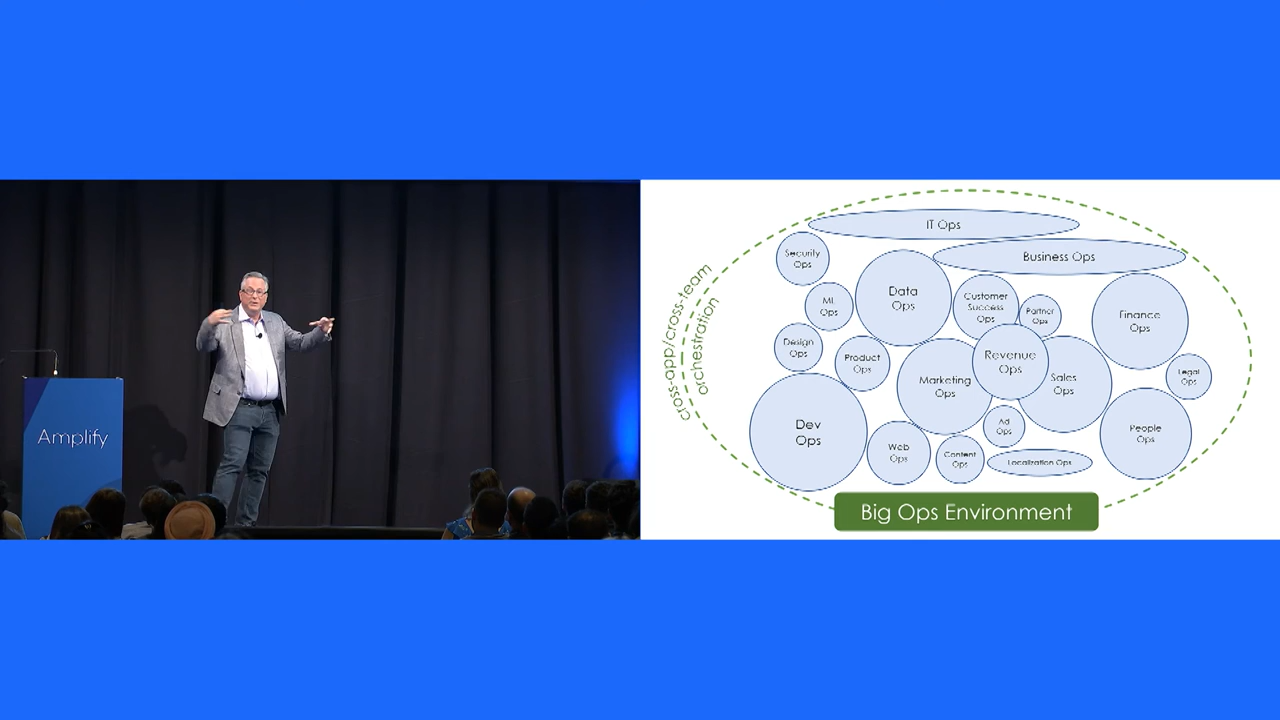 Amplify
cross-app/cross-team
orchestration
IT Ops
Business Ops
Security
Ops
ML
Ops
Data
Ops
Customer
Success
Ops
Partner
Ops
Finance
Ops
Design
Ops
Product
Ops
Marketing
Ops
Revenue
Ops
Sales
Ops
Legal
Ops
Dev
Ops
Web
Ops
Content
Ops
Ad
Ops
Localization Ops
People
Ops
Big Ops Environment